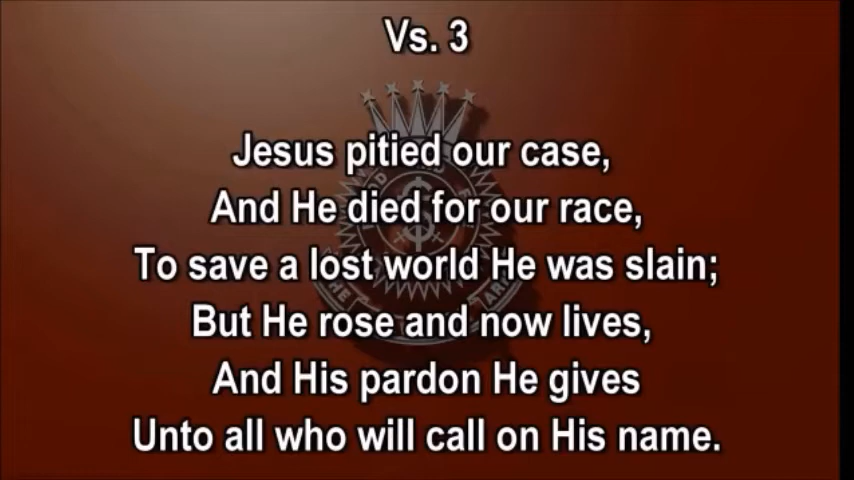 Vs. 3
Jesus pitied our case,
And He died for our race,
To save a lost world He was slain;
But He rose and now lives,
And His pardon He gives
Unto all who will call on His name.